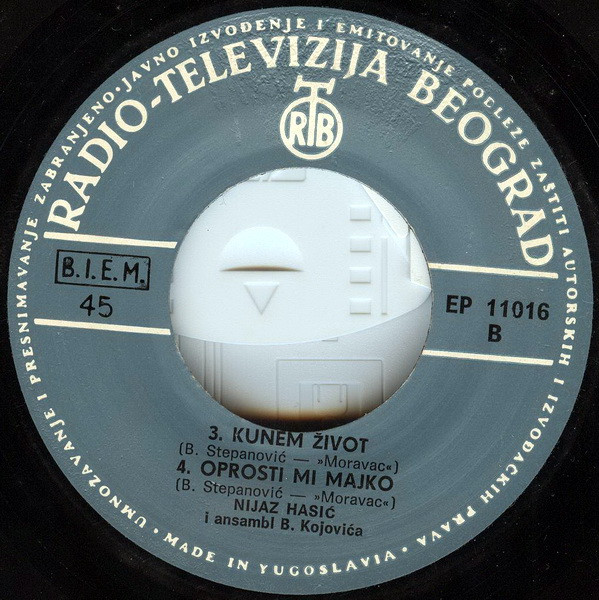 UMNOŽAVANJE I PRESNIMAVANJE ZABRANJENO • JAVNO IZVOĐENJE I EMITOVANJE PODLEŽE ZAŠTITI AUTORSKIH I IZVOĐAČKIH PRAVA •
RADIO-TELEVIZIJA BEOGRAD
RTB
B.I.E.M.
45
EP 11016
B
3. KUNEM ŽIVOT
(B. Stepanović — »Moravac«)
4. OPROSTI MI MAJKO
(B. Stepanović — »Moravac«)
NIJAZ HASIĆ
i ansambl B. Kojovića
MADE IN YUGOSLAVIA •